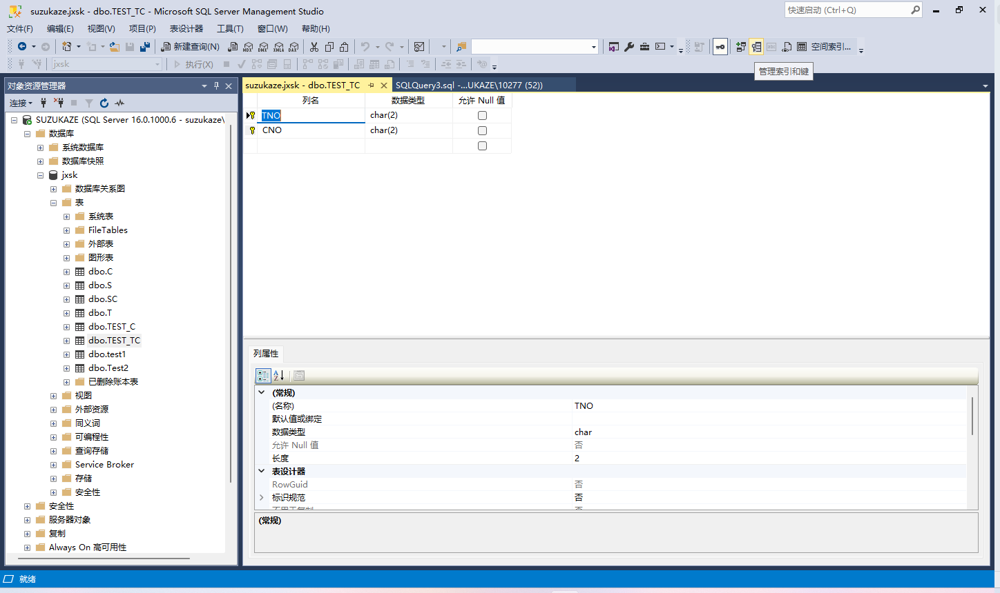 suzukaze.jxsk - dbo.TEST_TC - Microsoft SQL Server Management Studio
快速启动 (Ctrl+Q)
文件(F) 编辑(E) 视图(V) 项目(P) 表设计器 工具(T) 窗口(W) 帮助(H)
新建查询(N) MDX DMX XMLA DAX 空间索引...
jxsk 执行(X)
管理索引和键
对象资源管理器
连接
SUZUKAZE (SQL Server 16.0.1000.6 - suzukaze\
数据库
系统数据库
数据库快照
jxsk
数据库关系图
表
系统表
FileTables
外部表
图形表
dbo.C
dbo.S
dbo.SC
dbo.T
dbo.TEST_C
dbo.TEST_TC
dbo.test1
dbo.Test2
已删除账本表
视图
外部资源
同义词
可编程性
查询存储
Service Broker
存储
安全性
安全性
服务器对象
复制
Always On 高可用性
suzukaze.jxsk - dbo.TEST_TC
SQLQuery3.sql -...UKAZE\10277 (52))
列名 数据类型 允许 Null 值
TNO char(2)
CNO char(2)
列属性
(常规)
(名称) TNO
默认值或绑定
数据类型 char
允许 Null 值 否
长度 2
表设计器
RowGuid 否
标识规范 否
不用于复制 否
(常规)
就绪